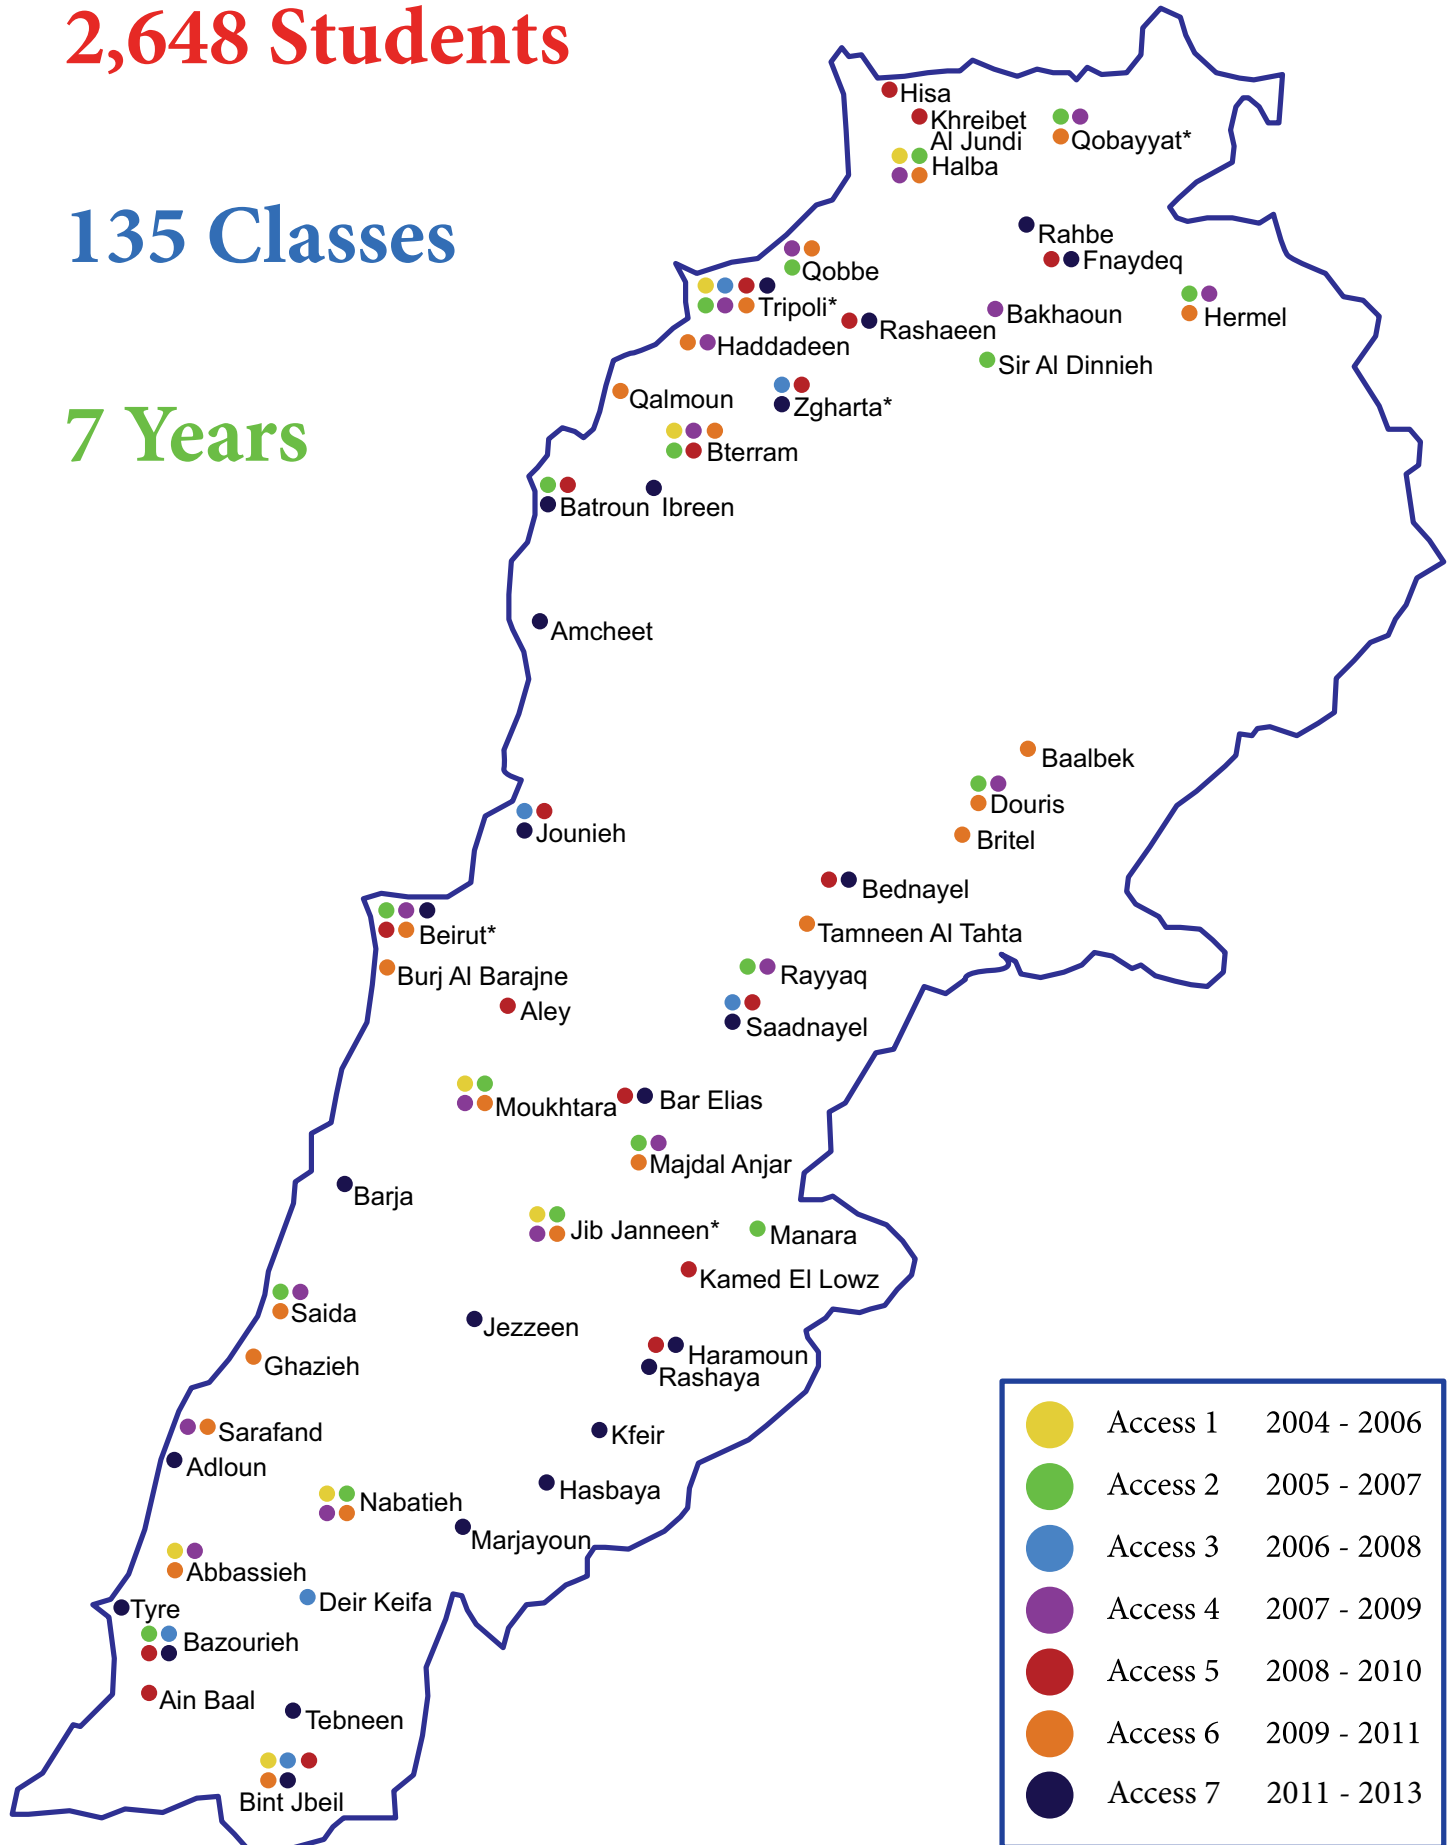 2,648 Students
135 Classes
7 Years
Hisa
Khreibet
Al Jundi
Qobayyat*
Halba
Rahbe
Fnaydeq
Qobbe
Tripoli*
Hermel
Bakhaoun
Rashaeen
Haddadeen
Sir Al Dinnieh
Qalmoun
Zgharta*
Bterram
Batroun
Ibreen
Amcheet
Baalbek
Douris
Jounieh
Britel
Bednayel
Beirut*
Tamneen Al Tahta
Burj Al Barajne
Rayyaq
Aley
Saadnayel
Moukhtara
Bar Elias
Majdal Anjar
Barja
Jib Janneen*
Manara
Kamed El Lowz
Saida
Jezzeen
Haramoun
Ghazieh
Rashaya
Sarafand
Kfeir
Adloun
Hasbaya
Nabatieh
Marjayoun
Abbassieh
Deir Keifa
Tyre
Bazourieh
Ain Baal
Tebneen
Bint Jbeil
Access 1 2004 - 2006
Access 2 2005 - 2007
Access 3 2006 - 2008
Access 4 2007 - 2009
Access 5 2008 - 2010
Access 6 2009 - 2011
Access 7 2011 - 2013